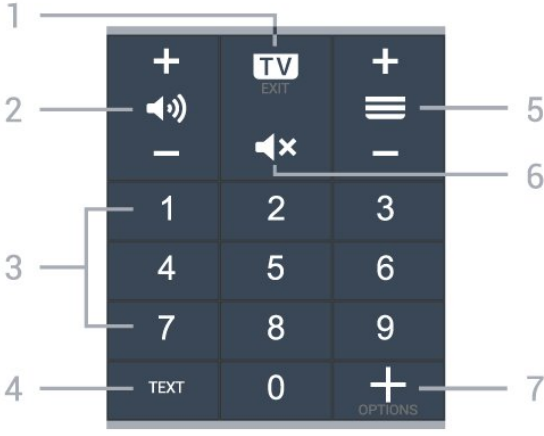 1
+ TV +
EXIT
2 5
- -
6
1 2 3
3
4 5 6
7 8 9
4 TEXT 0 + 7
OPTIONS